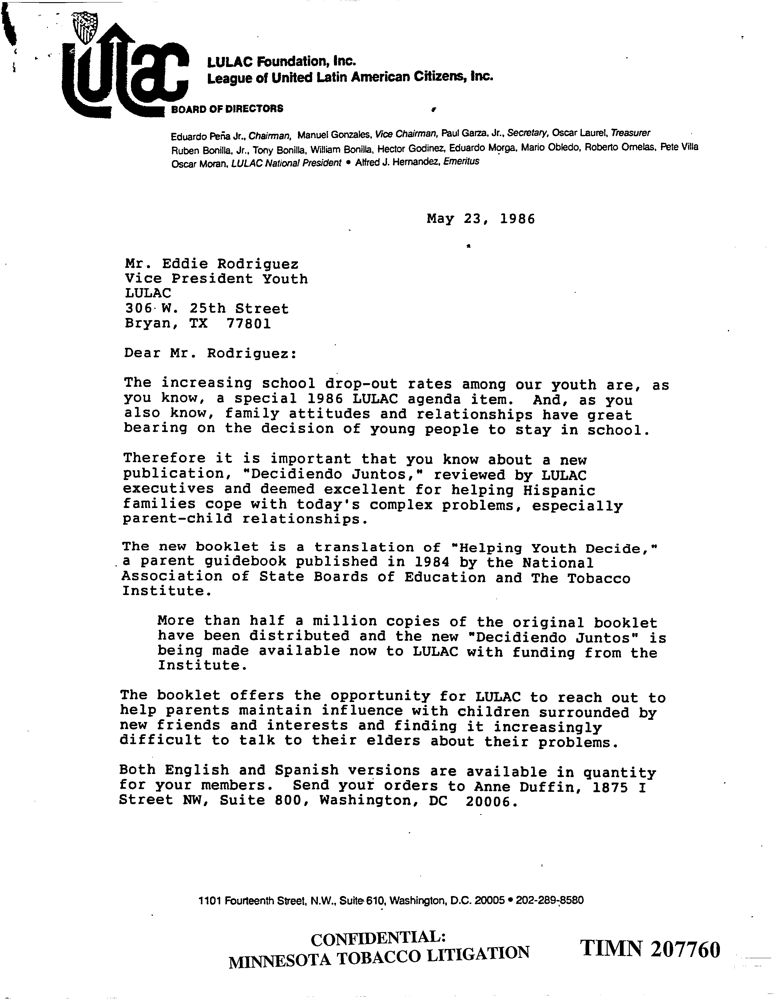 lulac
LULAC Foundation, Inc.
League of United Latin American Citizens, Inc.
BOARD OF DIRECTORS
Eduardo Peña Jr., Chairman, Manuel Gonzales, Vice Chairman, Paul Garza, Jr., Secretary, Oscar Laurel, Treasurer
Ruben Bonilla, Jr., Tony Bonilla, William Bonilla, Hector Godinez, Eduardo Morga, Mario Obledo, Roberto Ornelas, Pete Villa
Oscar Moran, LULAC National President • Alfred J. Hernandez, Emeritus
May 23, 1986
Mr. Eddie Rodriguez
Vice President Youth
LULAC
306 W. 25th Street
Bryan, TX 77801
Dear Mr. Rodriguez:
The increasing school drop-out rates among our youth are, as
you know, a special 1986 LULAC agenda item. And, as you
also know, family attitudes and relationships have great
bearing on the decision of young people to stay in school.
Therefore it is important that you know about a new
publication, "Decidiendo Juntos," reviewed by LULAC
executives and deemed excellent for helping Hispanic
families cope with today's complex problems, especially
parent-child relationships.
The new booklet is a translation of "Helping Youth Decide,"
a parent guidebook published in 1984 by the National
Association of State Boards of Education and The Tobacco
Institute.
More than half a million copies of the original booklet
have been distributed and the new "Decidiendo Juntos" is
being made available now to LULAC with funding from the
Institute.
The booklet offers the opportunity for LULAC to reach out to
help parents maintain influence with children surrounded by
new friends and interests and finding it increasingly
difficult to talk to their elders about their problems.
Both English and Spanish versions are available in quantity
for your members. Send your orders to Anne Duffin, 1875 I
Street NW, Suite 800, Washington, DC 20006.
1101 Fourteenth Street, N.W., Suite 610, Washington, D.C. 20005 • 202-289-8580
CONFIDENTIAL:
MINNESOTA TOBACCO LITIGATION
TIMN 207760